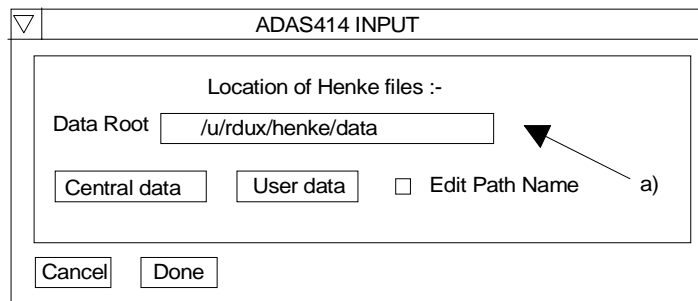 ADAS414 INPUT
Location of Henke files :-
Data Root /u/rdux/henke/data
Central data User data Edit Path Name a)
Cancel Done